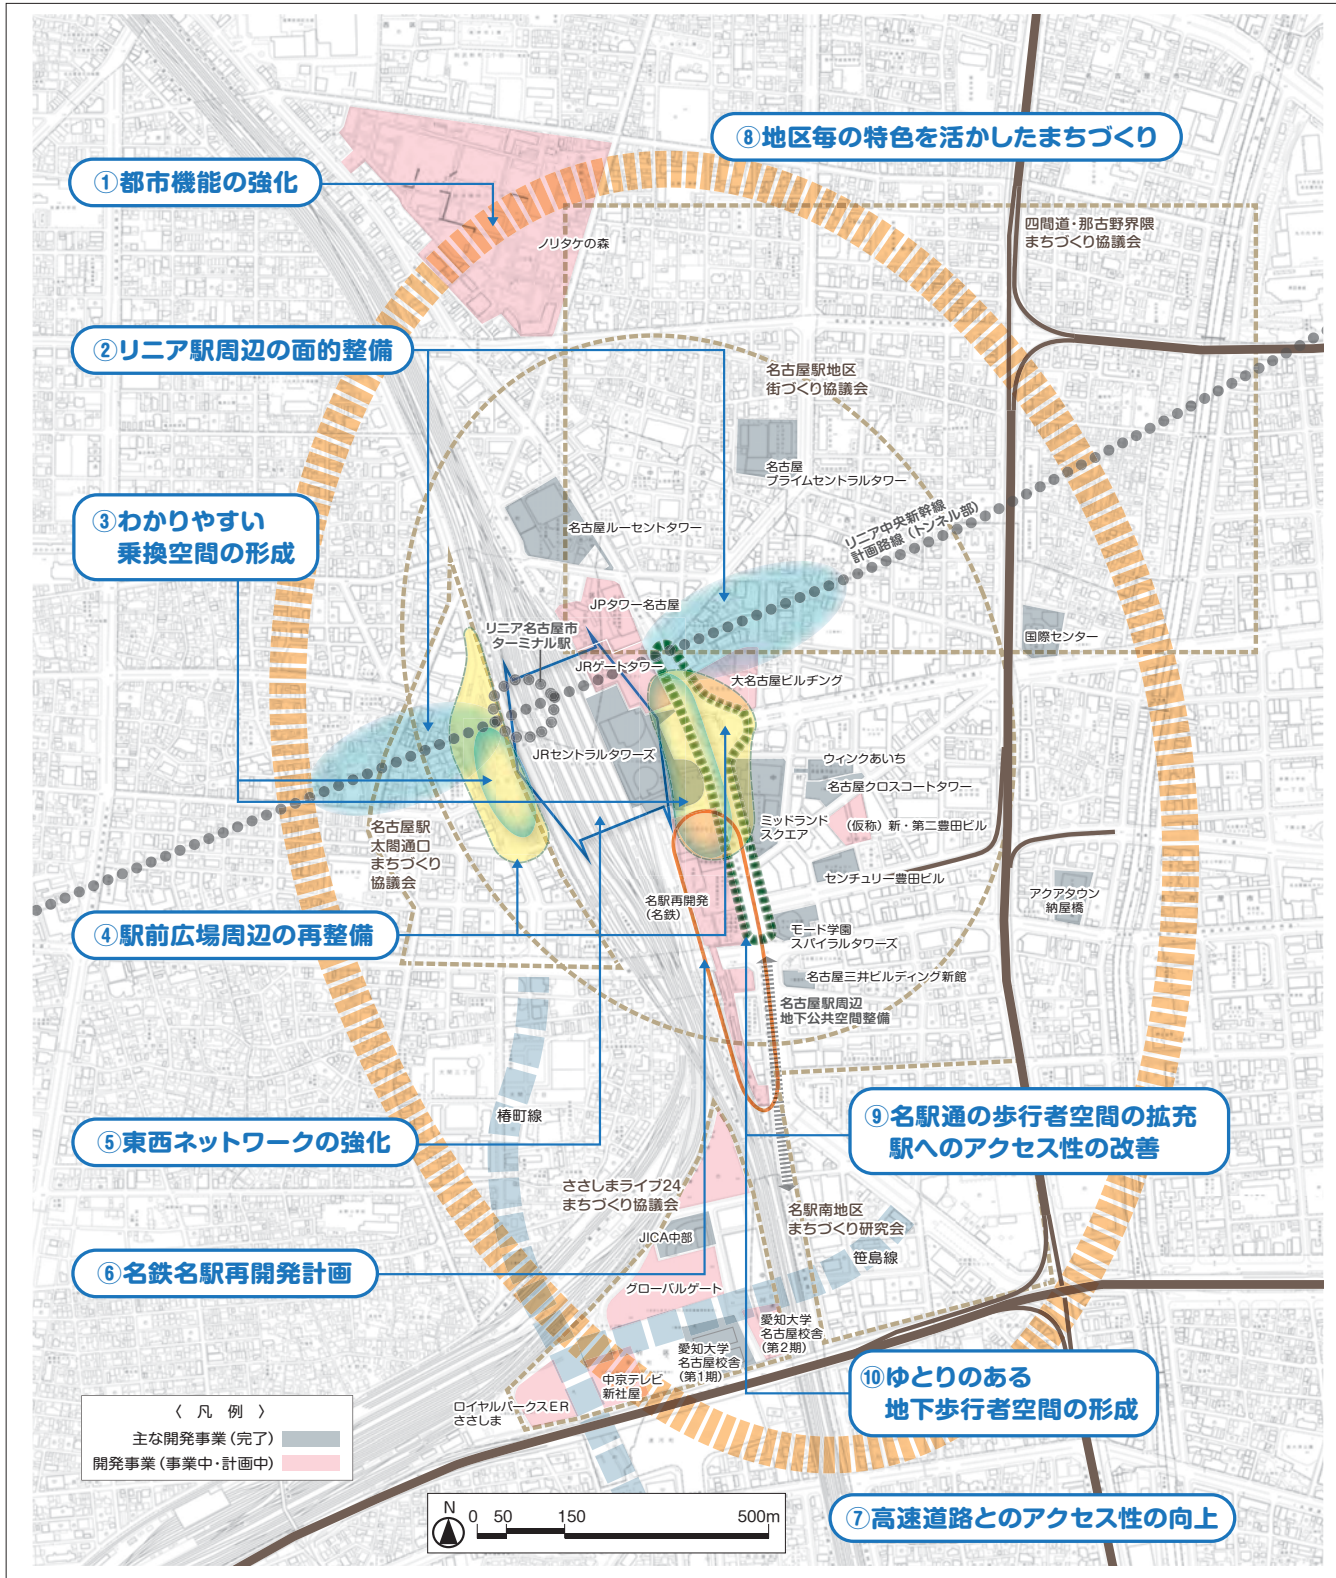 ⑧地区毎の特色を活かしたまちづくり
①都市機能の強化
四間道・那古野界隈
まちづくり協議会
ノリタケの森
②リニア駅周辺の面的整備
名古屋駅地区
街づくり協議会
名古屋
プライムセントラルタワー
③わかりやすい
乗換空間の形成
名古屋ルーセントタワー
リニア中央新幹線
計画路線(トンネル部)
JPタワー名古屋
リニア名古屋市
ターミナル駅
国際センター
JRゲートタワー
大名古屋ビルヂング
JRセントラルタワーズ
ウィンクあいち
名古屋クロスコートタワー
ミッドランド
スクエア
(仮称)新・第二豊田ビル
名古屋駅
太閤通口
まちづくり
協議会
センチュリー豊田ビル
名駅再開発
(名鉄)
アクアタウン
納屋橋
④駅前広場周辺の再整備
モード学園
スパイラルタワーズ
名古屋三井ビルディング新館
名古屋駅周辺
地下公共空間整備
椿町線
⑤東西ネットワークの強化
⑨名駅通の歩行者空間の拡充
駅へのアクセス性の改善
ささしまライブ24
まちづくり協議会
名駅南地区
まちづくり研究会
JICA中部
笹島線
⑥名鉄名駅再開発計画
グローバルゲート
愛知大学
名古屋校舎
(第2期)
愛知大学
名古屋校舎
(第1期)
中京テレビ
新社屋
⑩ゆとりのある
地下歩行者空間の形成
ロイヤルパークスER
ささしま
〈 凡 例 〉
主な開発事業(完了)
開発事業(事業中・計画中)
N
0 50 150 500m
⑦高速道路とのアクセス性の向上